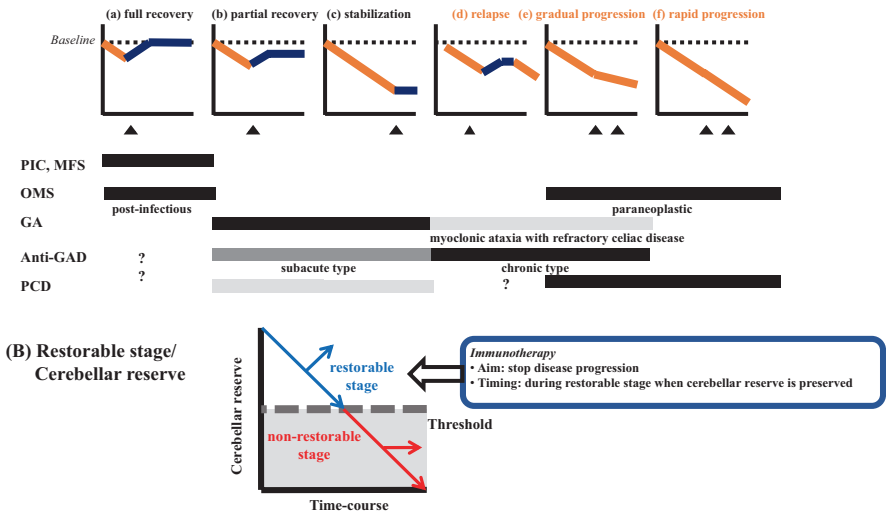 (a) full recovery (b) partial recovery (c) stabilization (d) relapse (e) gradual progression (f) rapid progression
Baseline
PIC, MFS
OMS
post-infectious paraneoplastic
GA
myoclonic ataxia with refractory celiac disease
Anti-GAD ?
subacute type chronic type
?
PCD ?
(B) Restorable stage/
Cerebellar reserve
Cerebellar reserve
restorable
stage
Immunotherapy
• Aim: stop disease progression
• Timing: during restorable stage when cerebellar reserve is preserved
Threshold
non-restorable
stage
Time-course